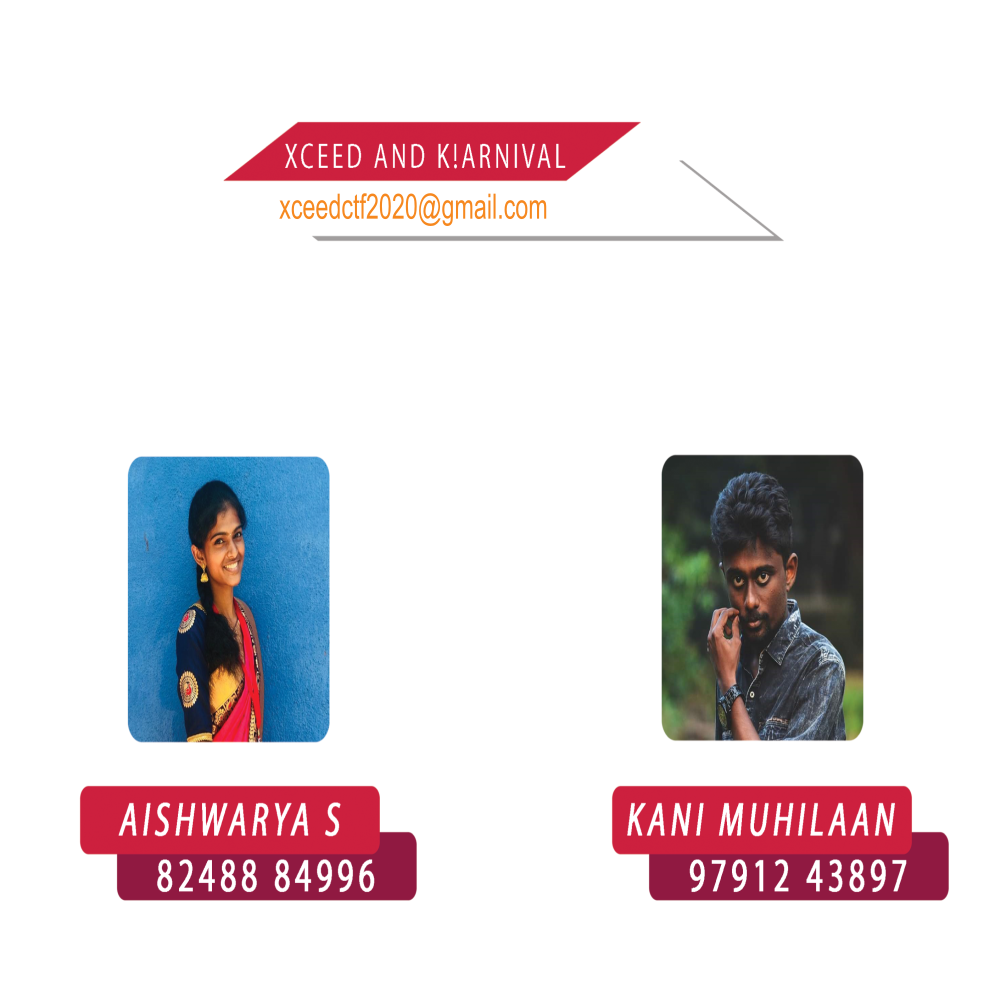 XCEED AND K!ARNIVAL
xceedctf2020@gmail.com
AISHWARYA S
82488 84996
KANI MUHILAAN
97912 43897